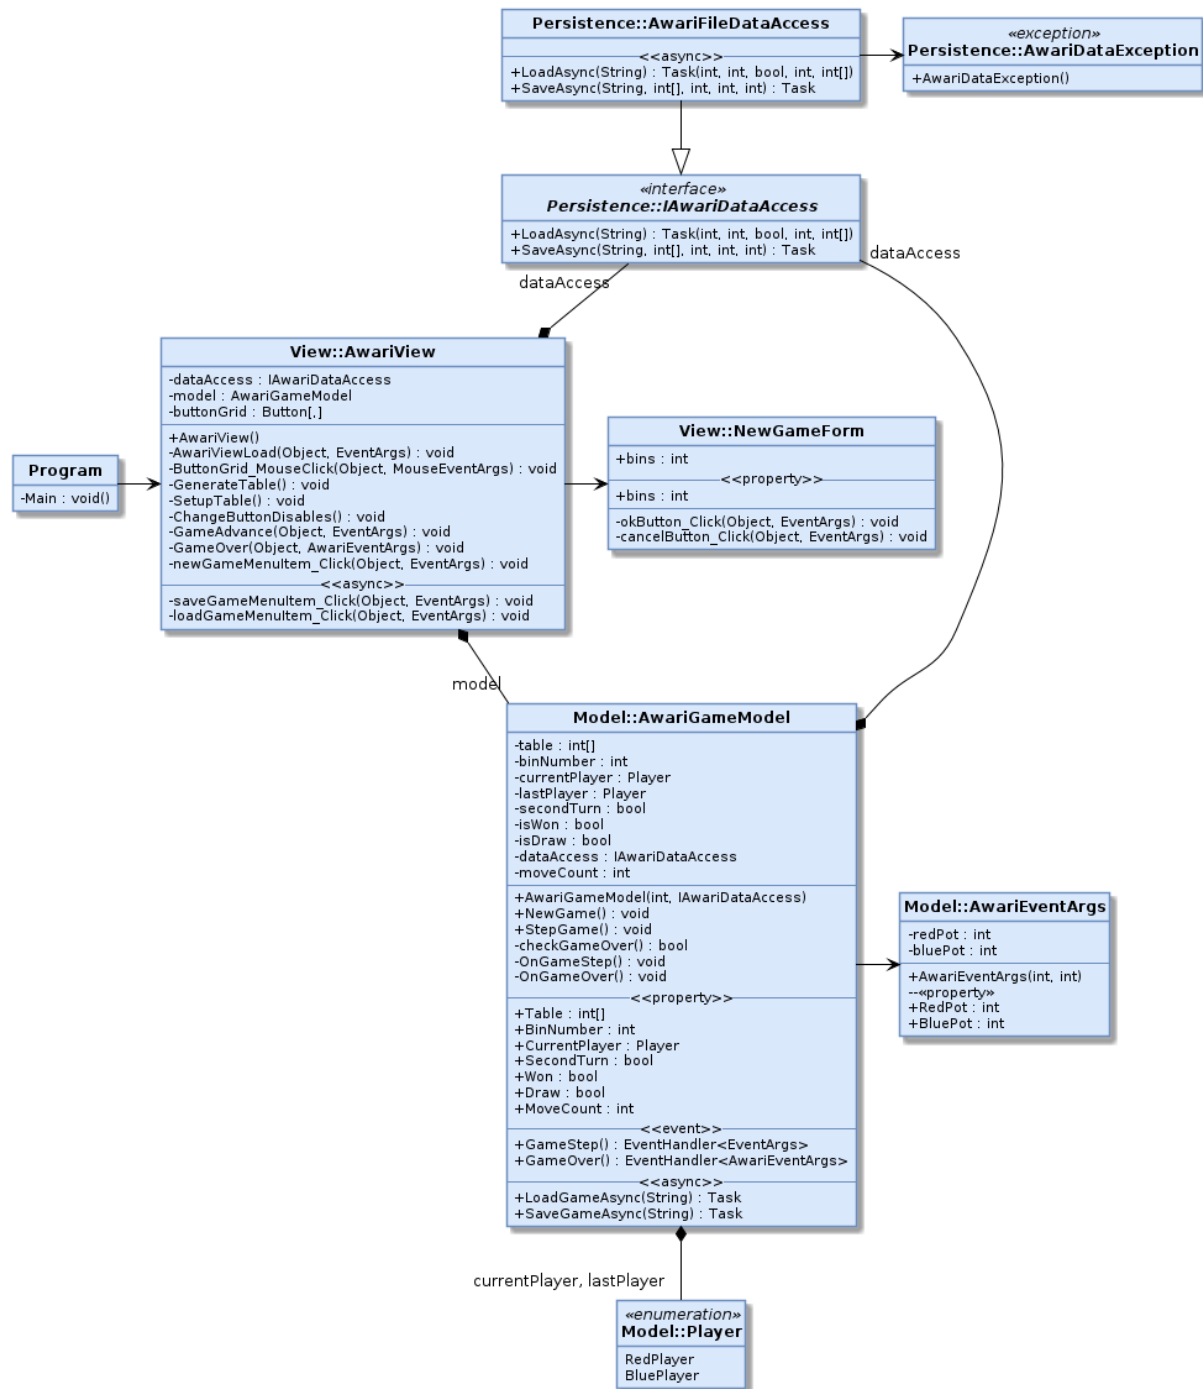 Persistence::AwariFileDataAccess
<<async>>
+LoadAsync(String) : Task(int, int, bool, int, int[])
+SaveAsync(String, int[], int, int, int) : Task
«exception»
Persistence::AwariDataException
+AwariDataException()
«interface»
Persistence::IAwariDataAccess
+LoadAsync(String) : Task(int, int, bool, int, int[])
+SaveAsync(String, int[], int, int, int) : Task
dataAccess
dataAccess
View::AwariView
-dataAccess : IAwariDataAccess
-model : AwariGameModel
-buttonGrid : Button[,]
+AwariView()
-AwariViewLoad(Object, EventArgs) : void
-ButtonGrid_MouseClick(Object, MouseEventArgs) : void
-GenerateTable() : void
-SetupTable() : void
-ChangeButtonDisables() : void
-GameAdvance(Object, EventArgs) : void
-GameOver(Object, AwariEventArgs) : void
-newGameMenuItem_Click(Object, EventArgs) : void
<<async>>
-saveGameMenuItem_Click(Object, EventArgs) : void
-loadGameMenuItem_Click(Object, EventArgs) : void
View::NewGameForm
+bins : int
<<property>>
+bins : int
-okButton_Click(Object, EventArgs) : void
-cancelButton_Click(Object, EventArgs) : void
Program
-Main : void()
model
Model::AwariGameModel
-table : int[]
-binNumber : int
-currentPlayer : Player
-lastPlayer : Player
-secondTurn : bool
-isWon : bool
-isDraw : bool
-dataAccess : IAwariDataAccess
-moveCount : int
+AwariGameModel(int, IAwariDataAccess)
+NewGame() : void
+StepGame() : void
-checkGameOver() : bool
-OnGameStep() : void
-OnGameOver() : void
<<property>>
+Table : int[]
+BinNumber : int
+CurrentPlayer : Player
+SecondTurn : bool
+Won : bool
+Draw : bool
+MoveCount : int
<<event>>
+GameStep() : EventHandler<EventArgs>
+GameOver() : EventHandler<AwariEventArgs>
<<async>>
+LoadGameAsync(String) : Task
+SaveGameAsync(String) : Task
Model::AwariEventArgs
-redPot : int
-bluePot : int
+AwariEventArgs(int, int)
--«property»
+RedPot : int
+BluePot : int
currentPlayer, lastPlayer
«enumeration»
Model::Player
RedPlayer
BluePlayer